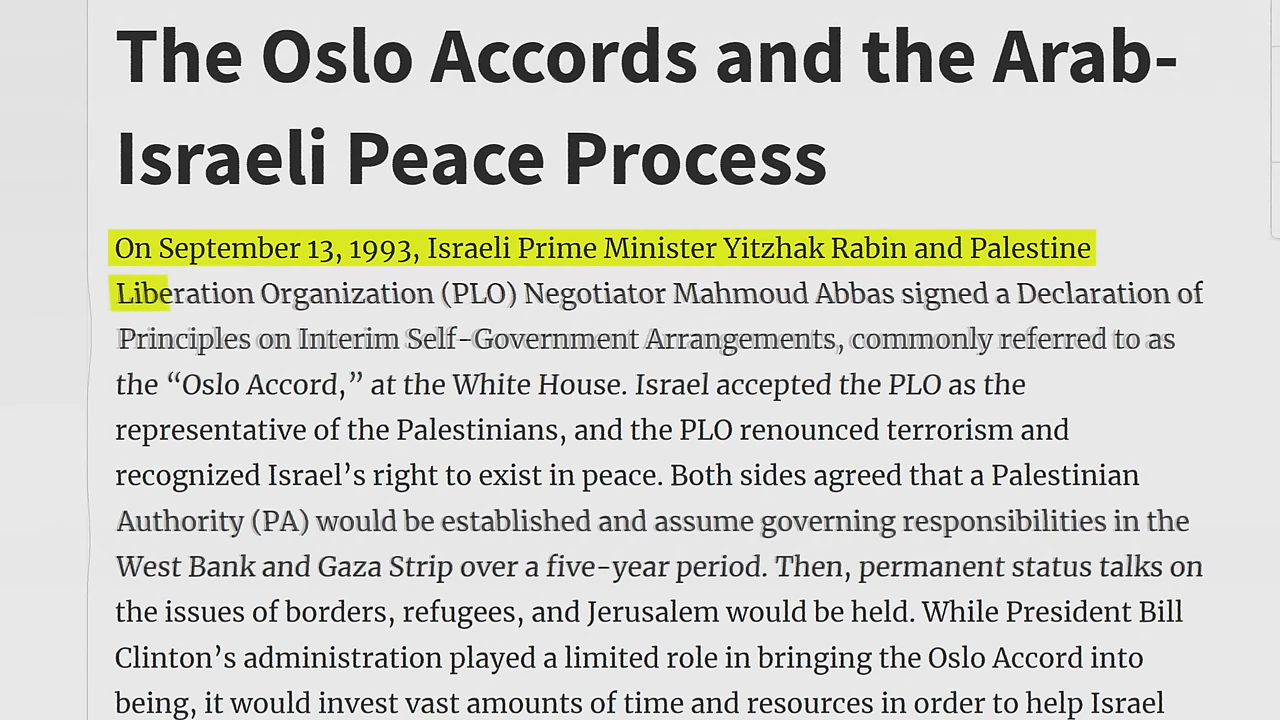 The Oslo Accords and the Arab-
Israeli Peace Process
On September 13, 1993, Israeli Prime Minister Yitzhak Rabin and Palestine
Liberation Organization (PLO) Negotiator Mahmoud Abbas signed a Declaration of
Principles on Interim Self-Government Arrangements, commonly referred to as
the “Oslo Accord,” at the White House. Israel accepted the PLO as the
representative of the Palestinians, and the PLO renounced terrorism and
recognized Israel’s right to exist in peace. Both sides agreed that a Palestinian
Authority (PA) would be established and assume governing responsibilities in the
West Bank and Gaza Strip over a five-year period. Then, permanent status talks on
the issues of borders, refugees, and Jerusalem would be held. While President Bill
Clinton’s administration played a limited role in bringing the Oslo Accord into
being, it would invest vast amounts of time and resources in order to help Israel